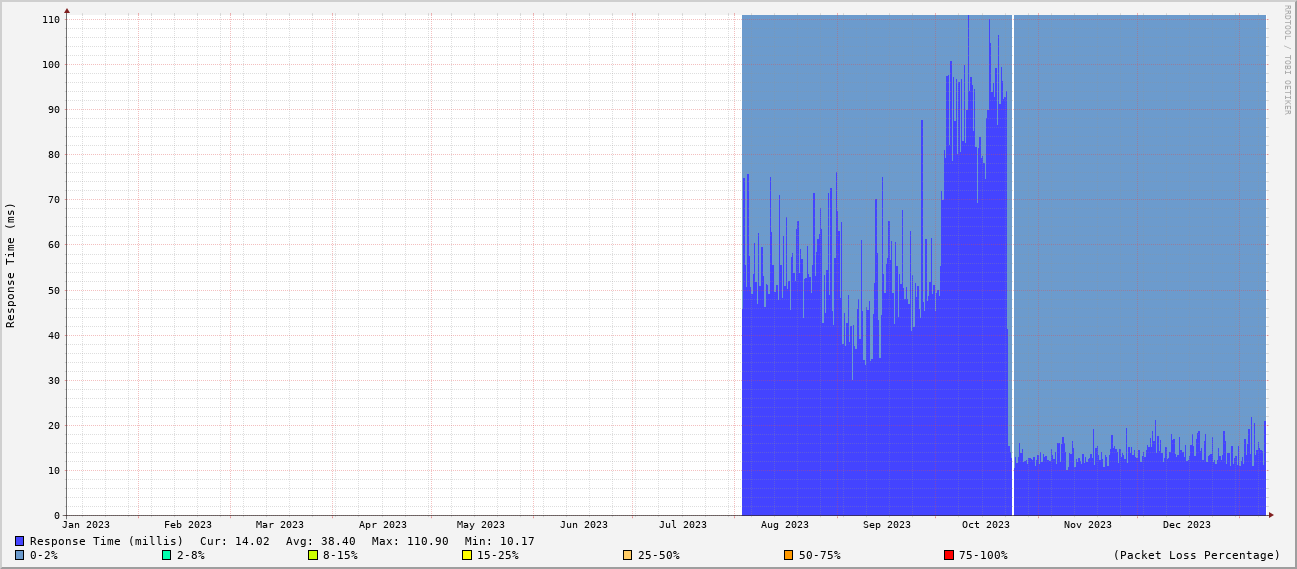 RRDTOOL / TOBI OETIKER
Response Time (ms)
110
100
90
80
70
60
50
40
30
20
10
0
Jan 2023 Feb 2023 Mar 2023 Apr 2023 May 2023 Jun 2023 Jul 2023 Aug 2023 Sep 2023 Oct 2023 Nov 2023 Dec 2023
Response Time (millis) Cur: 14.02 Avg: 38.40 Max: 110.90 Min: 10.17
0-2% 2-8% 8-15% 15-25% 25-50% 50-75% 75-100% (Packet Loss Percentage)